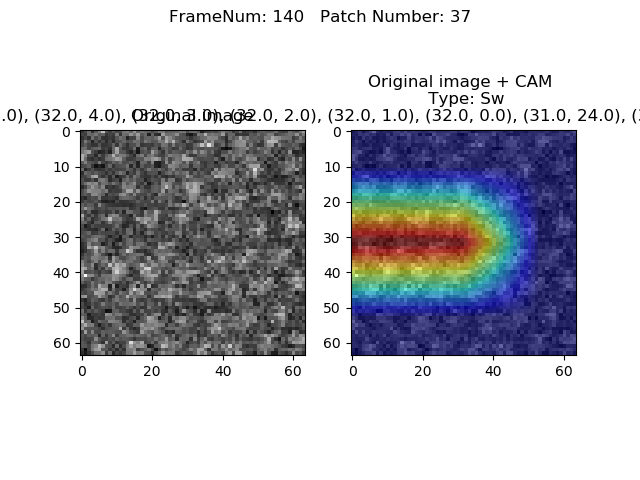 FrameNum: 140   Patch Number: 37
Original image + CAM
Type: Sw
.0), (32.0, 4.0), (32.0, 3.0), (32.0, 2.0), (32.0, 1.0), (32.0, 0.0), (31.0, 24.0), (3
Original image
0
10
20
30
40
50
60
0 20 40 60
0
10
20
30
40
50
60
0 20 40 60